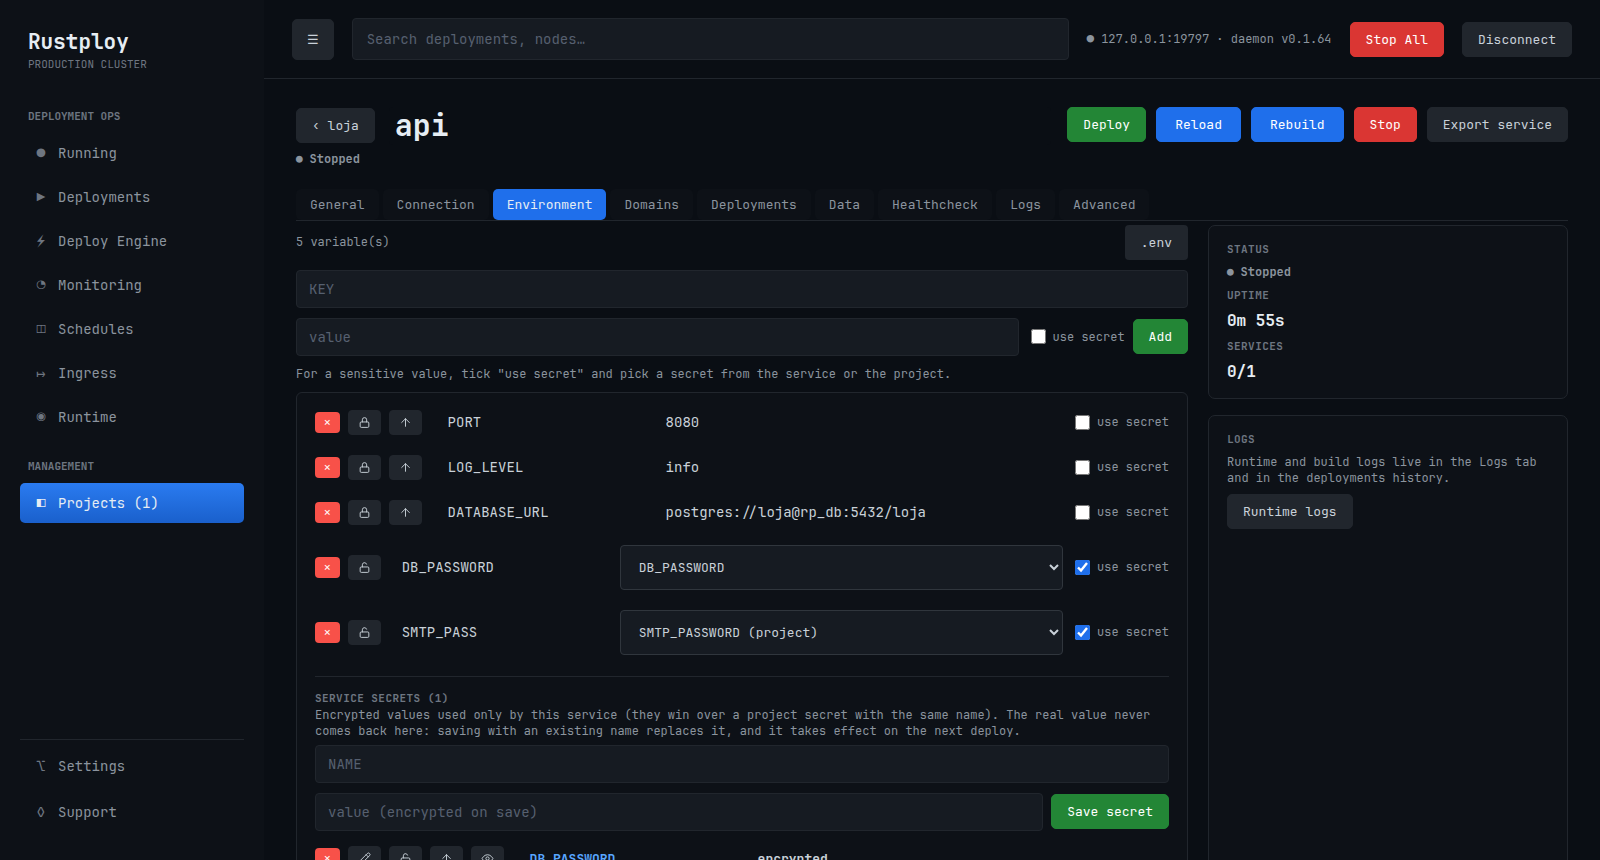 Rustploy
PRODUCTION CLUSTER
DEPLOYMENT OPS
Running
Deployments
Deploy Engine
Monitoring
Schedules
Ingress
Runtime
MANAGEMENT
Projects (1)
Settings
Support
Search deployments, nodes…
127.0.0.1:19797 · daemon v0.1.64
Stop All
Disconnect
‹ loja
api
Deploy
Reload
Rebuild
Stop
Export service
Stopped
General
Connection
Environment
Domains
Deployments
Data
Healthcheck
Logs
Advanced
5 variable(s)
.env
KEY
value
use secret
Add
For a sensitive value, tick "use secret" and pick a secret from the service or the project.
PORT 8080 use secret
LOG_LEVEL info use secret
DATABASE_URL postgres://loja@rp_db:5432/loja use secret
DB_PASSWORD DB_PASSWORD use secret
SMTP_PASS SMTP_PASSWORD (project) use secret
SERVICE SECRETS (1)
Encrypted values used only by this service (they win over a project secret with the same name). The real value never
comes back here: saving with an existing name replaces it, and it takes effect on the next deploy.
NAME
value (encrypted on save)
Save secret
DB_PASSWORD encrypted
STATUS
Stopped
UPTIME
0m 55s
SERVICES
0/1
LOGS
Runtime and build logs live in the Logs tab
and in the deployments history.
Runtime logs